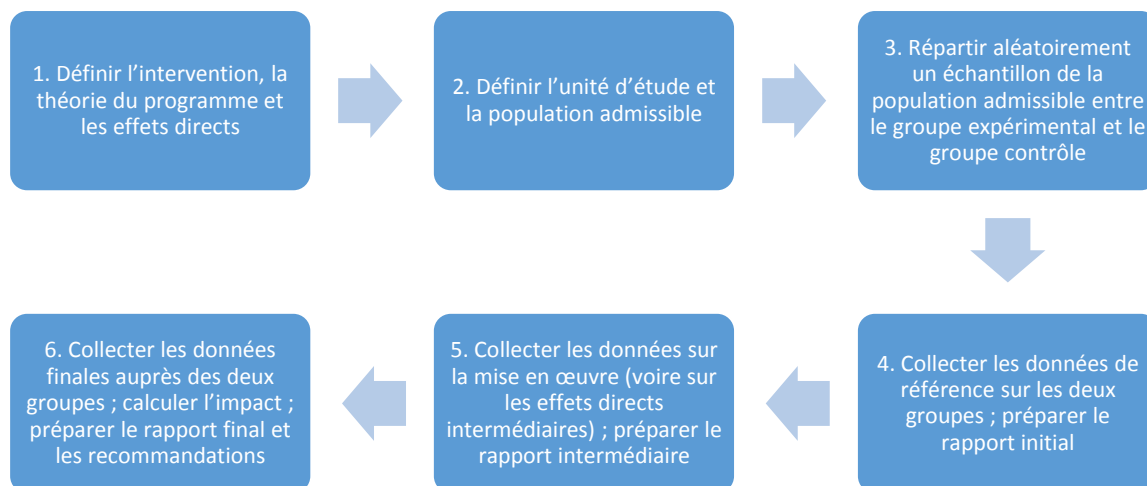 1. Définir l’intervention, la
théorie du programme et
les effets directs
2. Définir l’unité d’étude et
la population admissible
3. Répartir aléatoirement
un échantillon de la
population admissible entre
le groupe expérimental et le
groupe contrôle
4. Collecter les données de
référence sur les deux
groupes ; préparer le
rapport initial
5. Collecter les données sur
la mise en œuvre (voire sur
les effets directs
intermédiaires) ; préparer le
rapport intermédiaire
6. Collecter les données
finales auprès des deux
groupes ; calculer l’impact ;
préparer le rapport final et
les recommandations